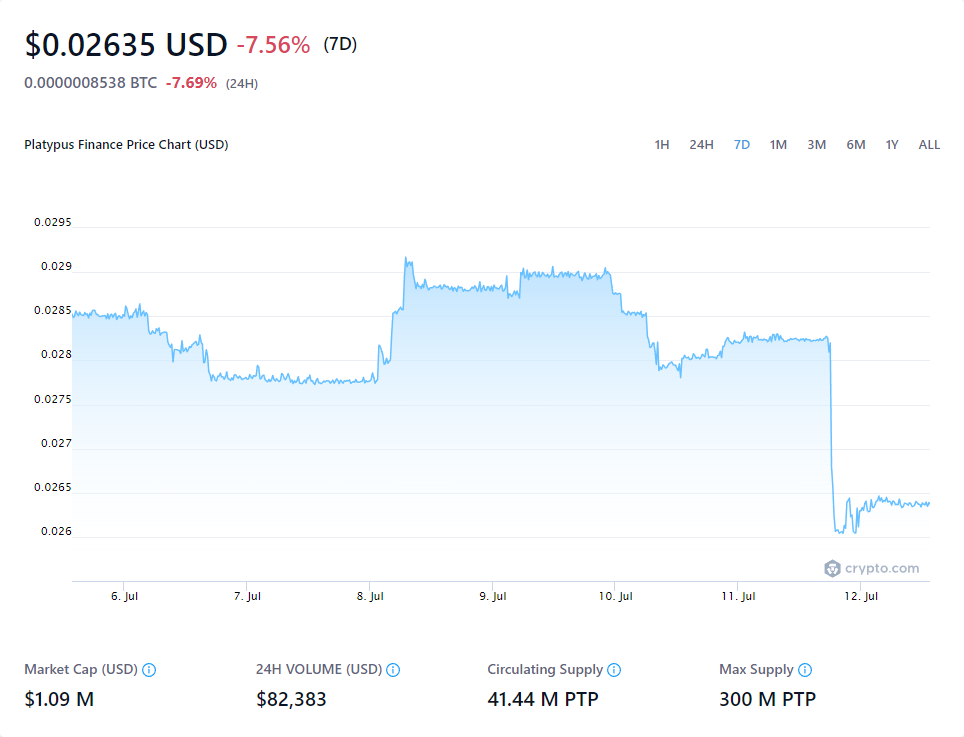 $0.02635 USD -7.56% (7D)
0.0000008538 BTC -7.69% (24H)
Platypus Finance Price Chart (USD) 1H 24H 7D 1M 3M 6M 1Y ALL
0.0295
0.029
0.0285
0.028
0.0275
0.027
0.0265
0.026
crypto.com
6. Jul 7. Jul 8. Jul 9. Jul 10. Jul 11. Jul 12. Jul
Market Cap (USD) 24H VOLUME (USD) Circulating Supply Max Supply
$1.09 M $82,383 41.44 M PTP 300 M PTP